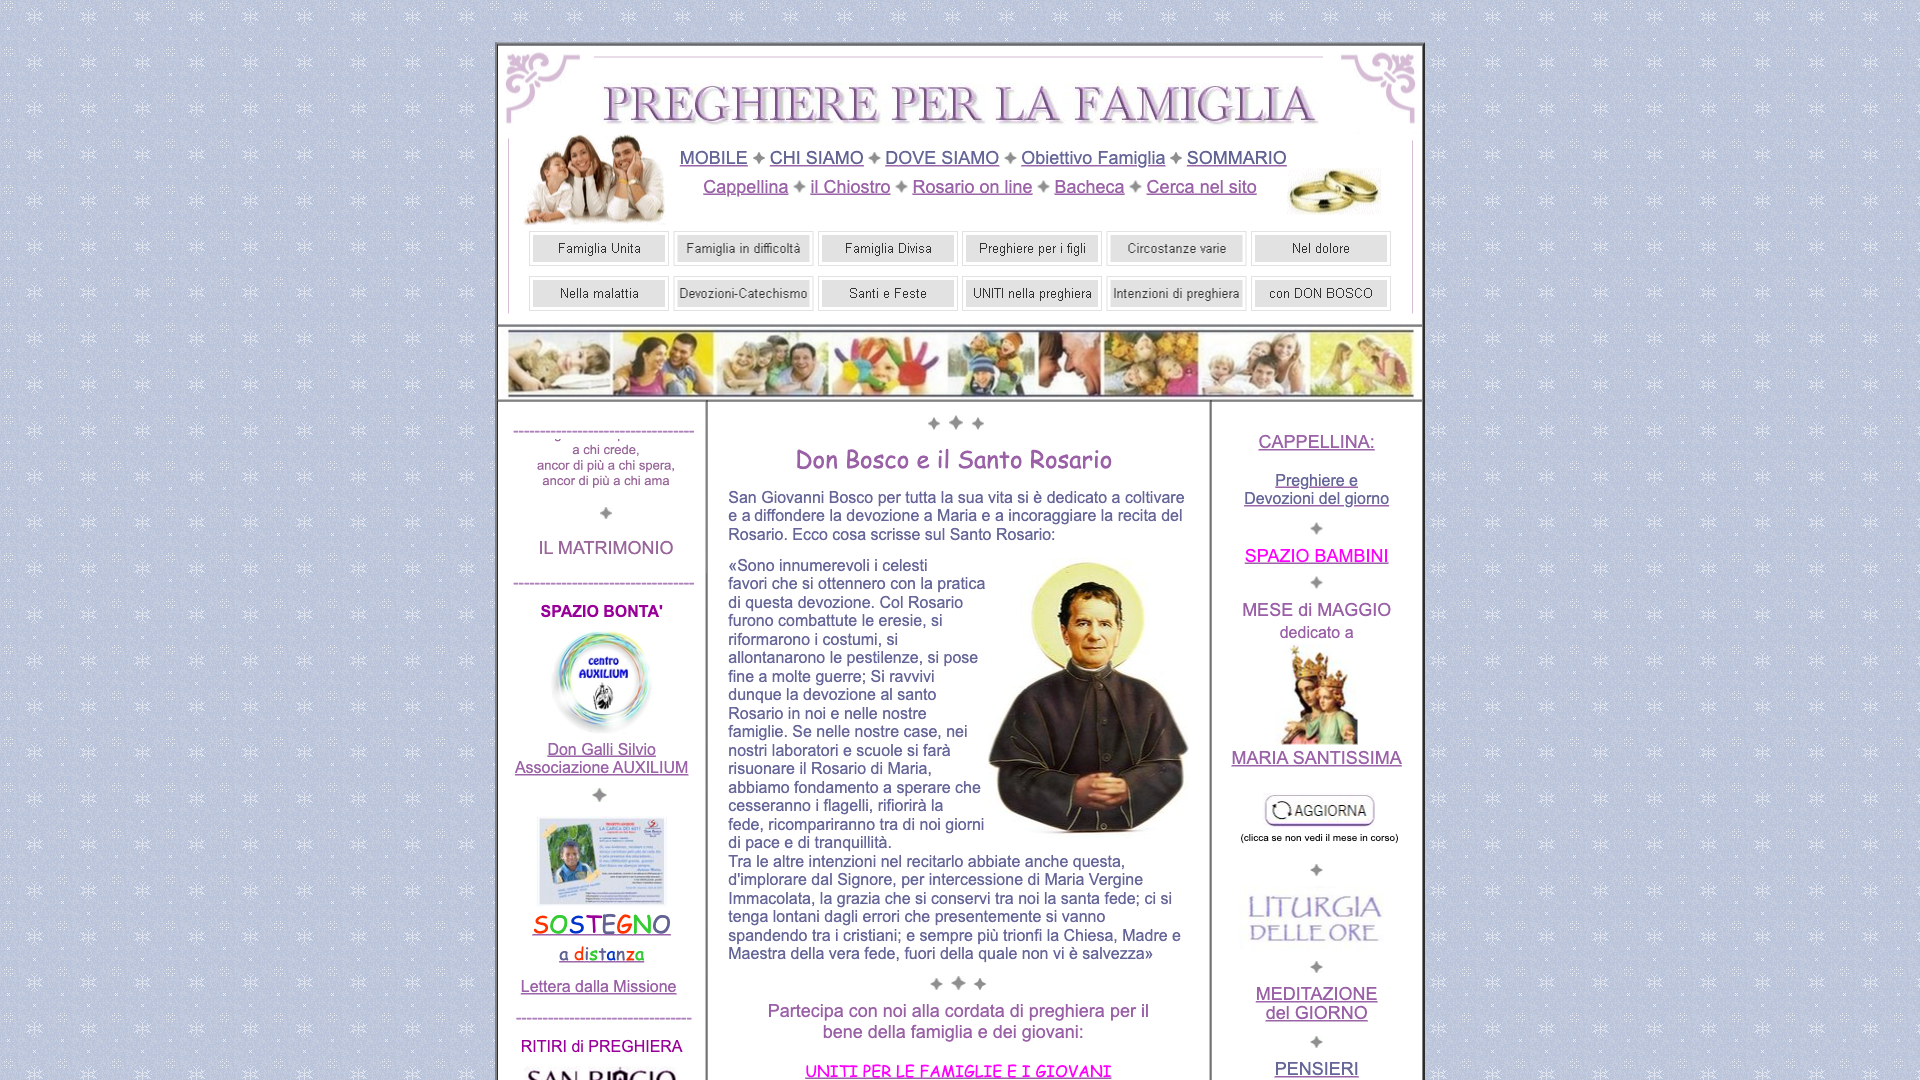 PREGHIERE PER LA FAMIGLIA
MOBILE CHI SIAMO DOVE SIAMO Obiettivo Famiglia SOMMARIO
Cappellina il Chiostro Rosario on line Bacheca Cerca nel sito
Famiglia Unita Famiglia in difficoltà Famiglia Divisa Preghiere per i figli Circostanze varie Nel dolore
Nella malattia Devozioni-Catechismo Santi e Feste UNITI nella preghiera Intenzioni di preghiera con DON BOSCO
----------------------------------
a chi crede,
ancor di più a chi spera,
ancor di più a chi ama
IL MATRIMONIO
----------------------------------
SPAZIO BONTA'
centro
AUXILIUM
Don Galli Silvio
Associazione AUXILIUM
SOSTEGNO
a distanza
Lettera dalla Missione
---------------------------------
RITIRI di PREGHIERA
SAN BIAGIO
Don Bosco e il Santo Rosario
San Giovanni Bosco per tutta la sua vita si è dedicato a coltivare
e a diffondere la devozione a Maria e a incoraggiare la recita del
Rosario. Ecco cosa scrisse sul Santo Rosario:
«Sono innumerevoli i celesti
favori che si ottennero con la pratica
di questa devozione. Col Rosario
furono combattute le eresie, si
riformarono i costumi, si
allontanarono le pestilenze, si pose
fine a molte guerre; Si ravvivi
dunque la devozione al santo
Rosario in noi e nelle nostre
famiglie. Se nelle nostre case, nei
nostri laboratori e scuole si farà
risuonare il Rosario di Maria,
abbiamo fondamento a sperare che
cesseranno i flagelli, rifiorirà la
fede, ricompariranno tra di noi giorni
di pace e di tranquillità.
Tra le altre intenzioni nel recitarlo abbiate anche questa,
d'implorare dal Signore, per intercessione di Maria Vergine
Immacolata, la grazia che si conservi tra noi la santa fede; ci si
tenga lontani dagli errori che presentemente si vanno
spandendo tra i cristiani; e sempre più trionfi la Chiesa, Madre e
Maestra della vera fede, fuori della quale non vi è salvezza»
Partecipa con noi alla cordata di preghiera per il
bene della famiglia e dei giovani:
UNITI PER LE FAMIGLIE E I GIOVANI
CAPPELLINA:
Preghiere e
Devozioni del giorno
SPAZIO BAMBINI
MESE di MAGGIO
dedicato a
MARIA SANTISSIMA
AGGIORNA
(clicca se non vedi il mese in corso)
LITURGIA
DELLE ORE
MEDITAZIONE
del GIORNO
PENSIERI